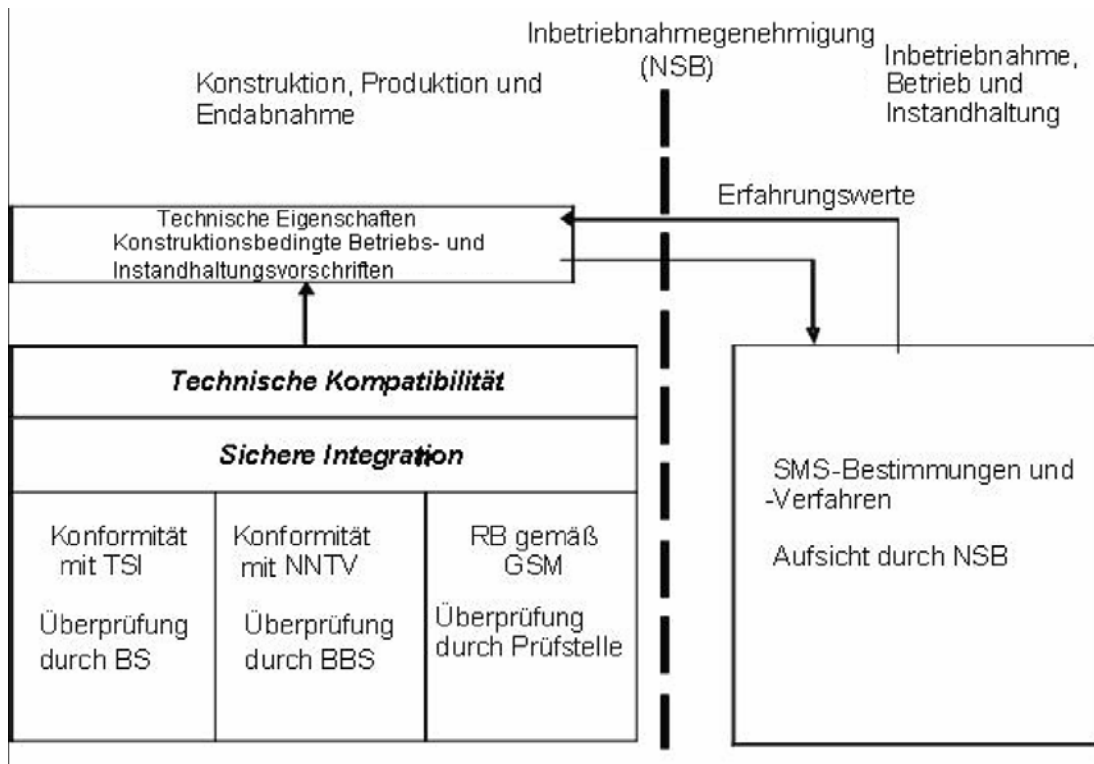 Inbetriebnahmegenehmigung
(NSB)
Konstruktion, Produktion und
Endabnahme
Inbetriebnahme,
Betrieb und
Instandhaltung
Erfahrungswerte
Technische Eigenschaften
Konstruktionsbedingte Betriebs- und
Instandhaltungsvorschriften
Technische Kompatibilität
Sichere Integration
Konformität
mit TSI
Überprüfung
durch BS
Konformität
mit NNTV
Überprüfung
durch BBS
RB gemäß
GSM
Überprüfung
durch Prüfstelle
SMS-Bestimmungen und
-Verfahren
Aufsicht durch NSB